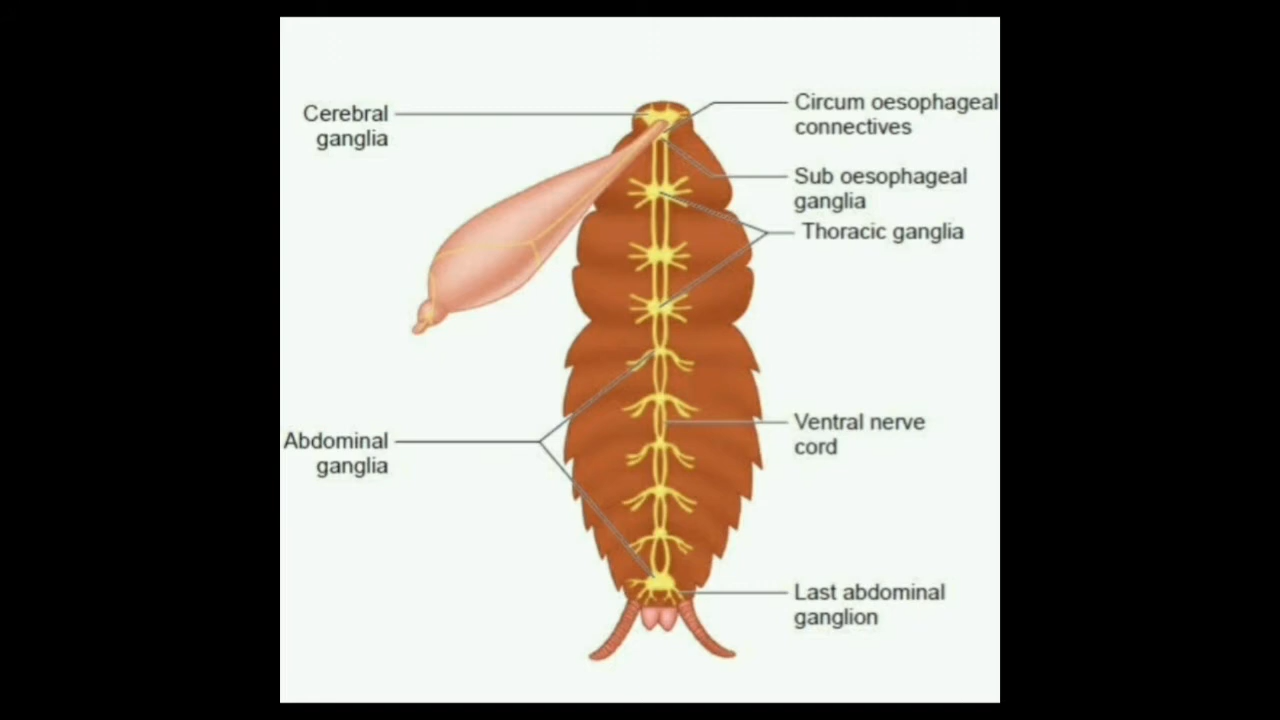 Cerebral
ganglia
Circum oesophageal
connectives
Sub oesophageal
ganglia
Thoracic ganglia
Abdominal
ganglia
Ventral nerve
cord
Last abdominal
ganglion